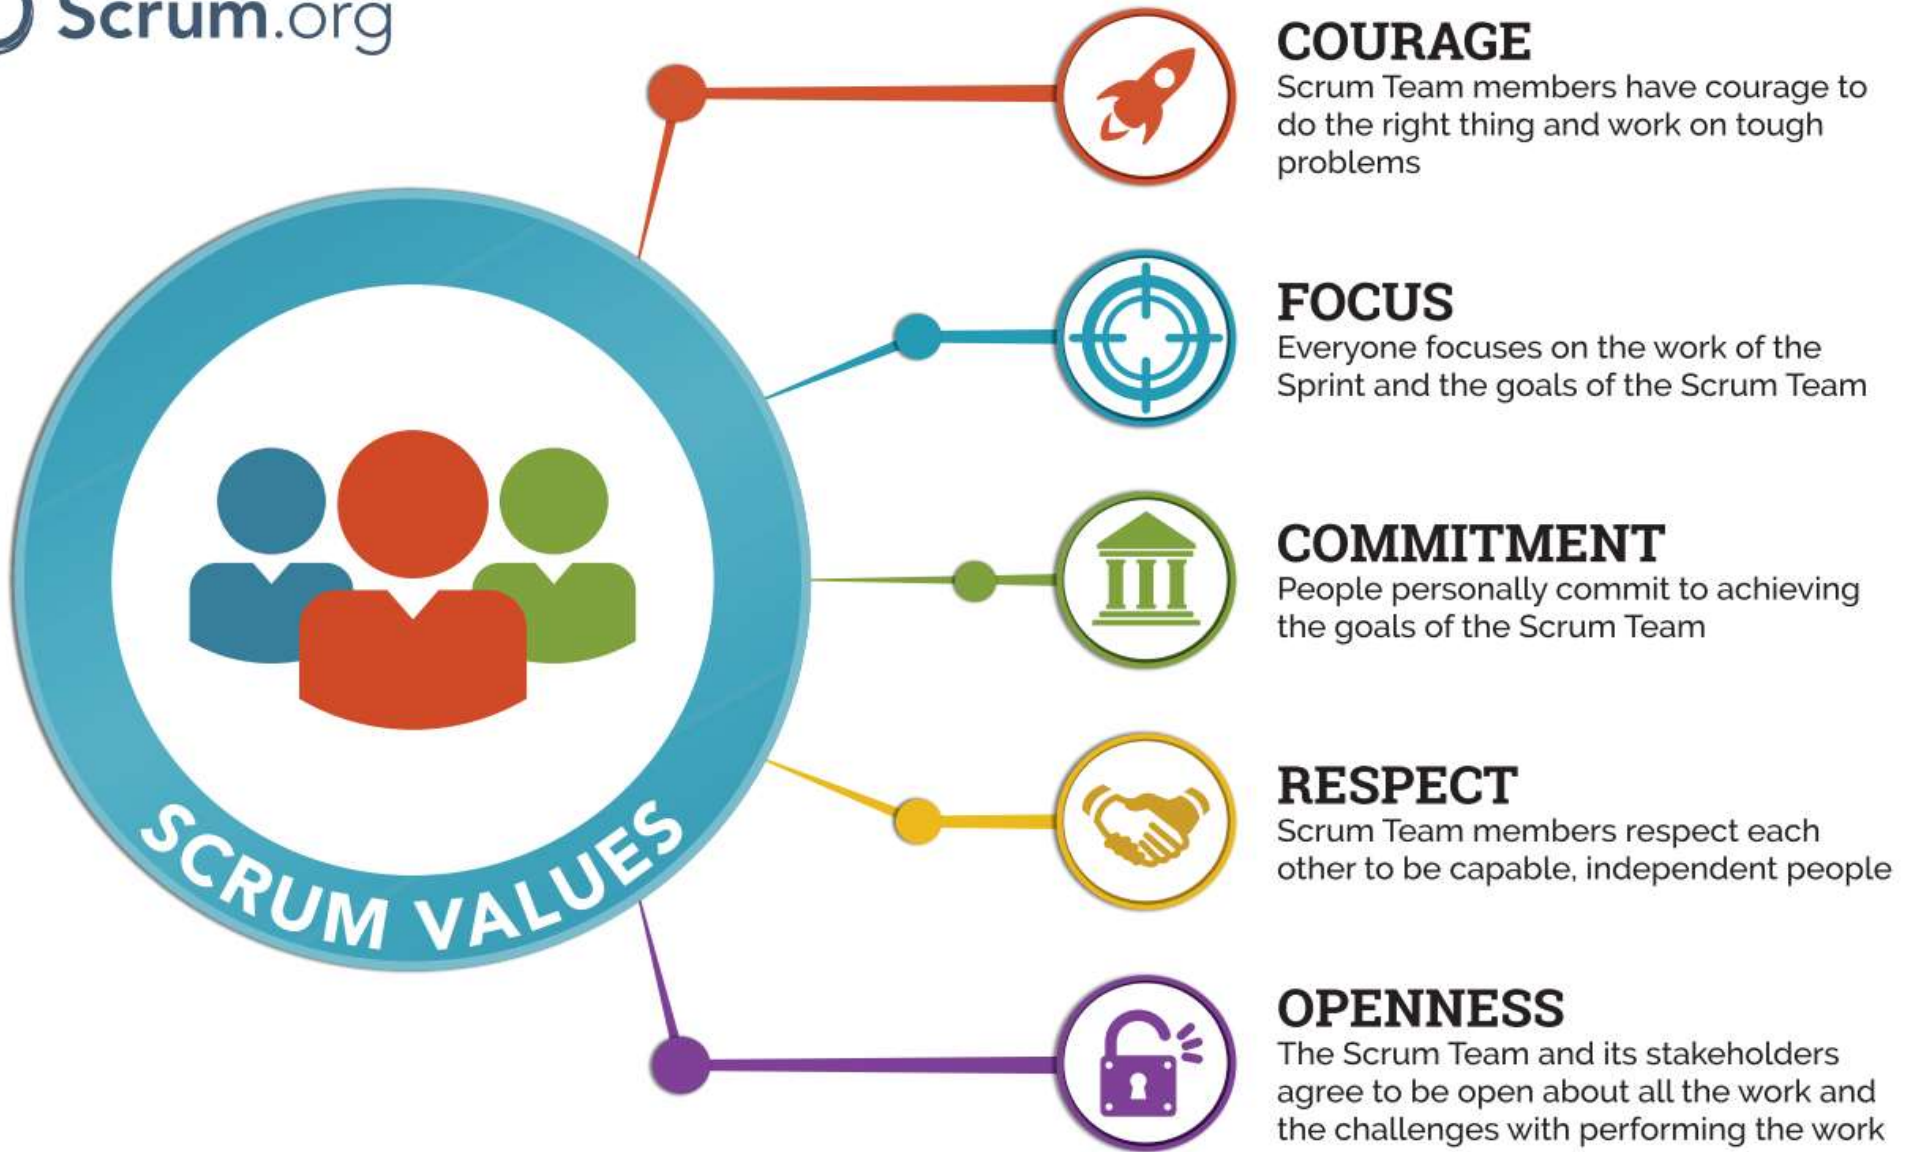 Scrum.org
COURAGE
Scrum Team members have courage to
do the right thing and work on tough
problems
FOCUS
Everyone focuses on the work of the
Sprint and the goals of the Scrum Team
COMMITMENT
People personally commit to achieving
the goals of the Scrum Team
RESPECT
Scrum Team members respect each
other to be capable, independent people
OPENNESS
The Scrum Team and its stakeholders
agree to be open about all the work and
the challenges with performing the work
SCRUM VALUES